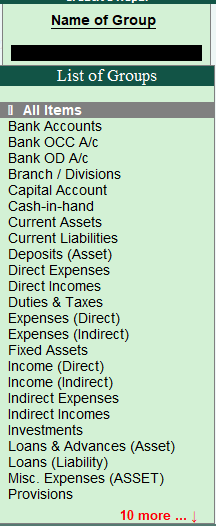 Name of Group
List of Groups
All Items
Bank Accounts
Bank OCC A/c
Bank OD A/c
Branch / Divisions
Capital Account
Cash-in-hand
Current Assets
Current Liabilities
Deposits (Asset)
Direct Expenses
Direct Incomes
Duties & Taxes
Expenses (Direct)
Expenses (Indirect)
Fixed Assets
Income (Direct)
Income (Indirect)
Indirect Expenses
Indirect Incomes
Investments
Loans & Advances (Asset)
Loans (Liability)
Misc. Expenses (ASSET)
Provisions
10 more ... ↓